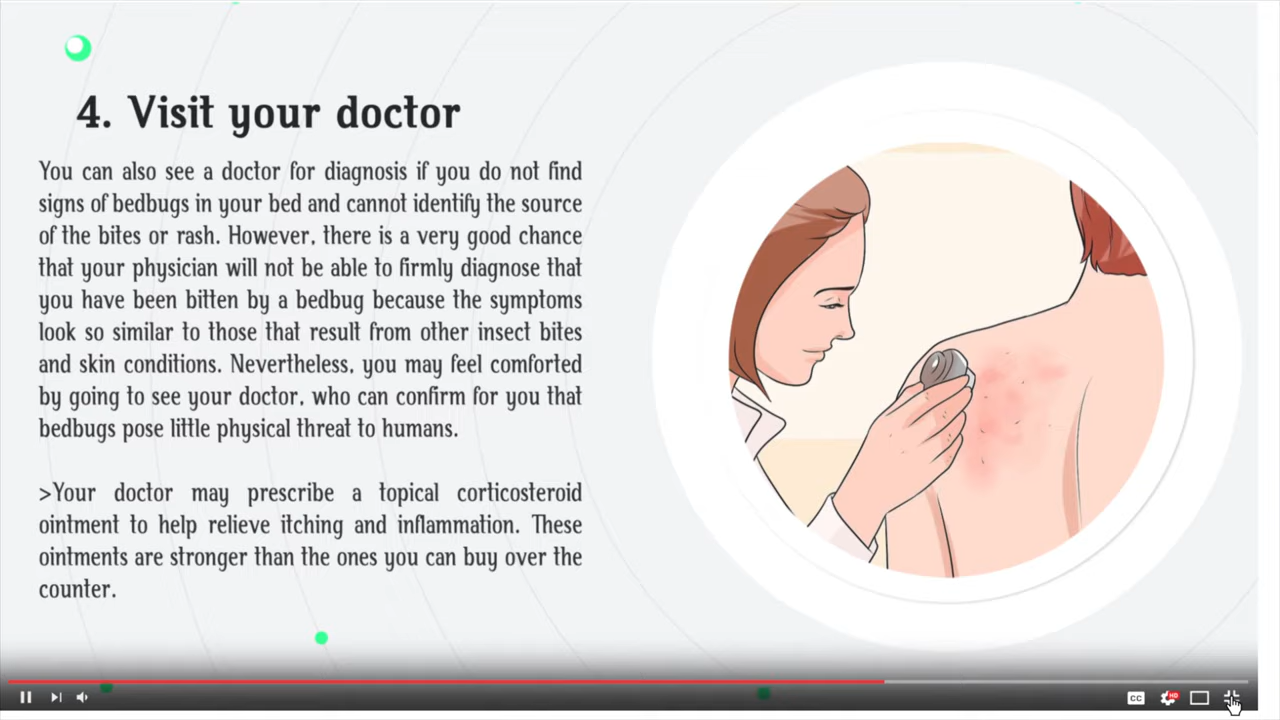 4. Visit your doctor
You can also see a doctor for diagnosis if you do not find
signs of bedbugs in your bed and cannot identify the source
of the bites or rash. However, there is a very good chance
that your physician will not be able to firmly diagnose that
you have been bitten by a bedbug because the symptoms
look so similar to those that result from other insect bites
and skin conditions. Nevertheless, you may feel comforted
by going to see your doctor, who can confirm for you that
bedbugs pose little physical threat to humans.
>Your doctor may prescribe a topical corticosteroid
ointment to help relieve itching and inflammation. These
ointments are stronger than the ones you can buy over the
counter.
CC
HD